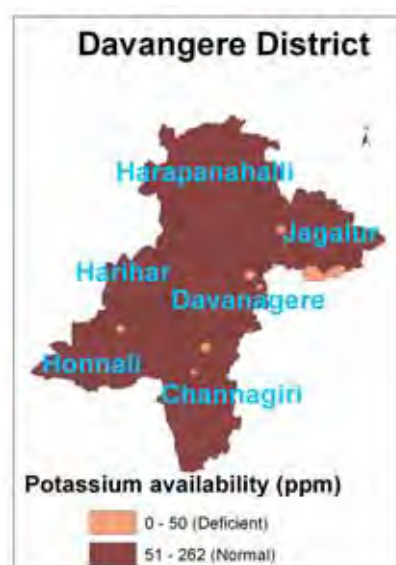 Davangere District
Harapanahalli
Jagalur
Harihar
Davanagere
Honnali
Channagiri
Potassium availability (ppm)
0 - 50 (Deficient)
51 - 262 (Normal)